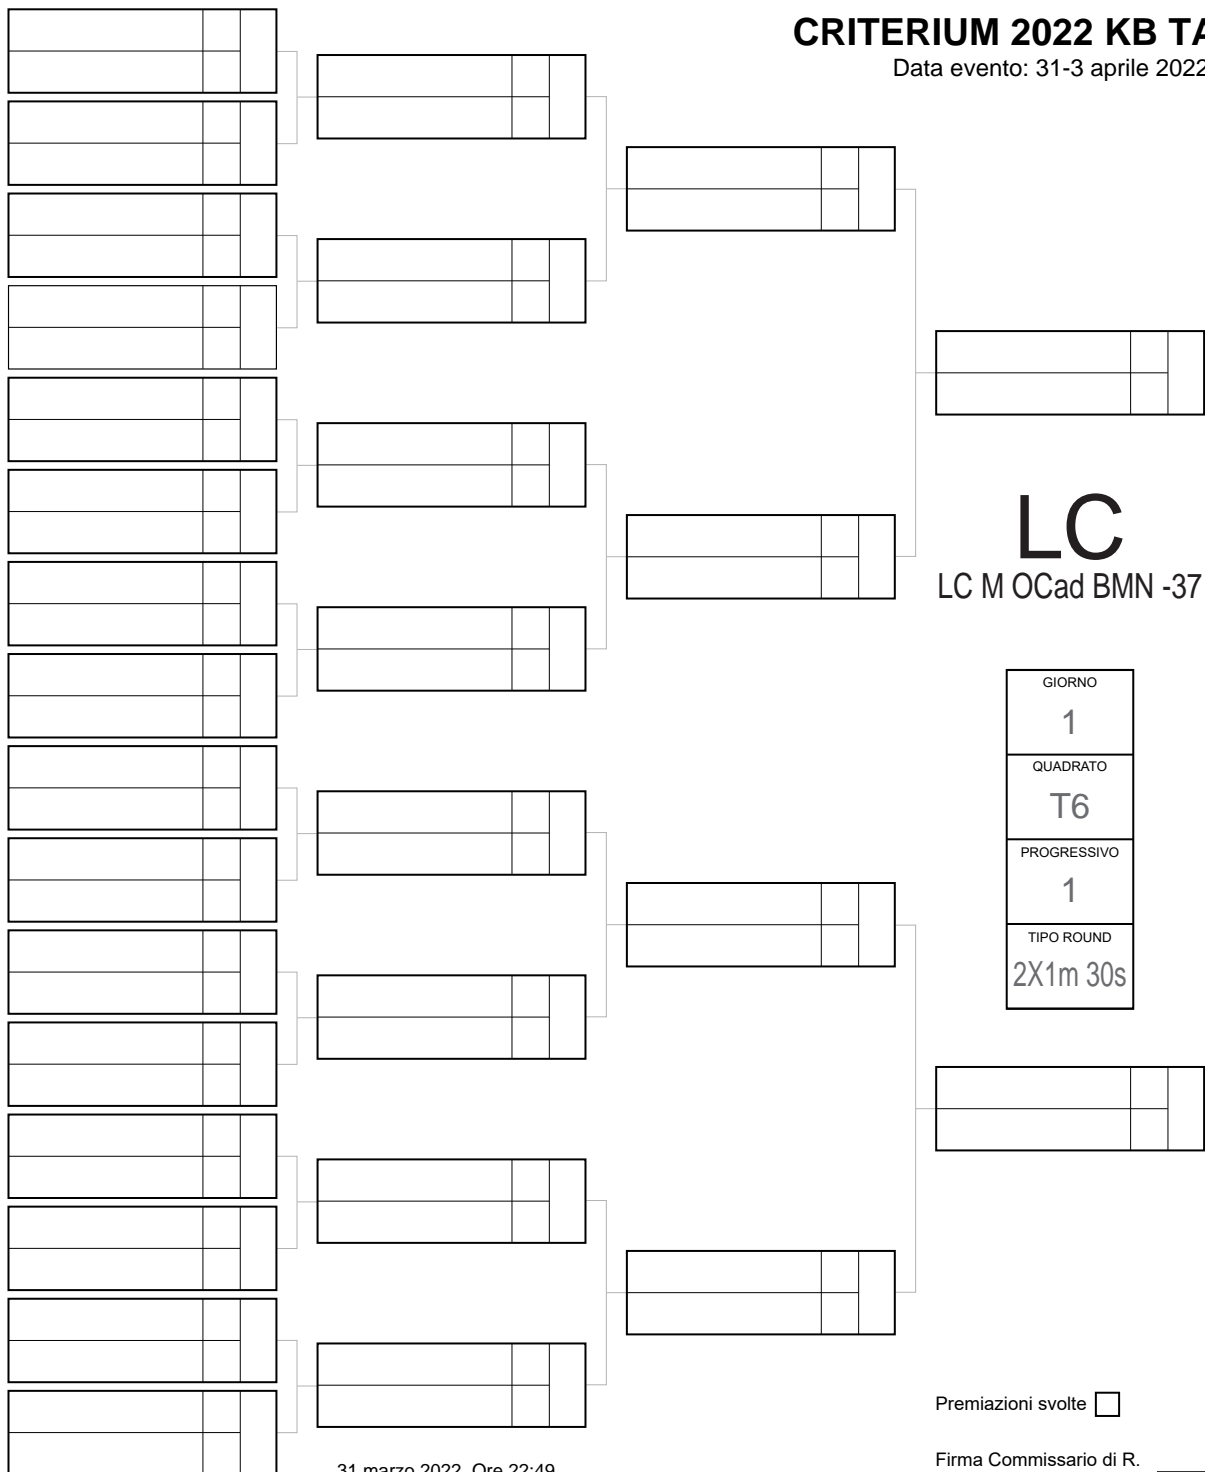 CRITERIUM 2022 KB TA
Data evento: 31-3 aprile 2022
LC
LC M OCad BMN -37
GIORNO
1
QUADRATO
T6
PROGRESSIVO
1
TIPO ROUND
2X1m 30s
Premiazioni svolte
Firma Commissario di R.
31 marzo 2022 Ore 22:49